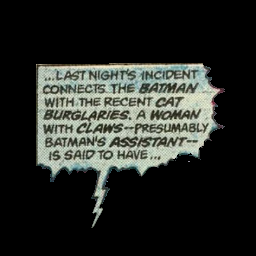 ...LAST NIGHT'S INCIDENT
CONNECTS THE BATMAN
WITH THE RECENT CAT
BURGLARIES. A WOMAN
WITH CLAWS--PRESUMABLY
BATMAN'S ASSISTANT--
IS SAID TO HAVE...